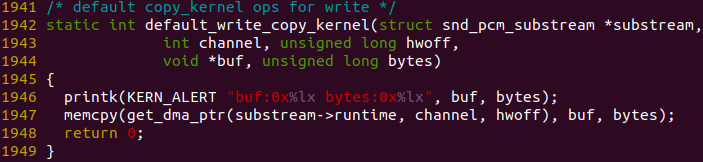 1941 /* default copy_kernel ops for write */
1942 static int default_write_copy_kernel(struct snd_pcm_substream *substream,
1943             int channel, unsigned long hwoff,
1944             void *buf, unsigned long bytes)
1945 {
1946   printk(KERN_ALERT "buf:0x%lx bytes:0x%lx", buf, bytes);
1947   memcpy(get_dma_ptr(substream->runtime, channel, hwoff), buf, bytes);
1948   return 0;
1949 }